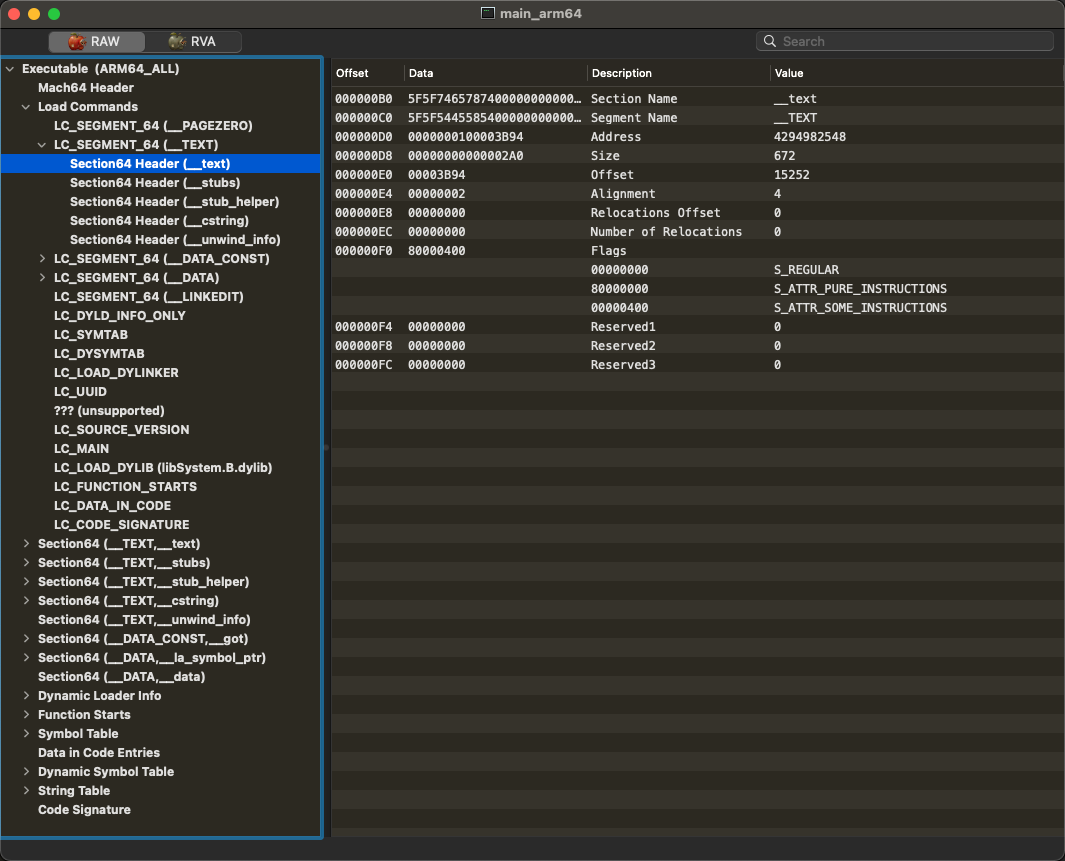 main_arm64
RAW RVA Search
Executable (ARM64_ALL)
Mach64 Header
Load Commands
LC_SEGMENT_64 (__PAGEZERO)
LC_SEGMENT_64 (__TEXT)
Section64 Header (__text)
Section64 Header (__stubs)
Section64 Header (__stub_helper)
Section64 Header (__cstring)
Section64 Header (__unwind_info)
LC_SEGMENT_64 (__DATA_CONST)
LC_SEGMENT_64 (__DATA)
LC_SEGMENT_64 (__LINKEDIT)
LC_DYLD_INFO_ONLY
LC_SYMTAB
LC_DYSYMTAB
LC_LOAD_DYLINKER
LC_UUID
??? (unsupported)
LC_SOURCE_VERSION
LC_MAIN
LC_LOAD_DYLIB (libSystem.B.dylib)
LC_FUNCTION_STARTS
LC_DATA_IN_CODE
LC_CODE_SIGNATURE
Section64 (__TEXT,__text)
Section64 (__TEXT,__stubs)
Section64 (__TEXT,__stub_helper)
Section64 (__TEXT,__cstring)
Section64 (__TEXT,__unwind_info)
Section64 (__DATA_CONST,__got)
Section64 (__DATA,__la_symbol_ptr)
Section64 (__DATA,__data)
Dynamic Loader Info
Function Starts
Symbol Table
Data in Code Entries
Dynamic Symbol Table
String Table
Code Signature
Offset Data Description Value
000000B0 5F5F7465787400000000000... Section Name __text
000000C0 5F5F5445585400000000000... Segment Name __TEXT
000000D0 0000000100003B94 Address 4294982548
000000D8 00000000000002A0 Size 672
000000E0 00003B94 Offset 15252
000000E4 00000002 Alignment 4
000000E8 00000000 Relocations Offset 0
000000EC 00000000 Number of Relocations 0
000000F0 80000400 Flags
00000000 S_REGULAR
80000000 S_ATTR_PURE_INSTRUCTIONS
00000400 S_ATTR_SOME_INSTRUCTIONS
000000F4 00000000 Reserved1 0
000000F8 00000000 Reserved2 0
000000FC 00000000 Reserved3 0